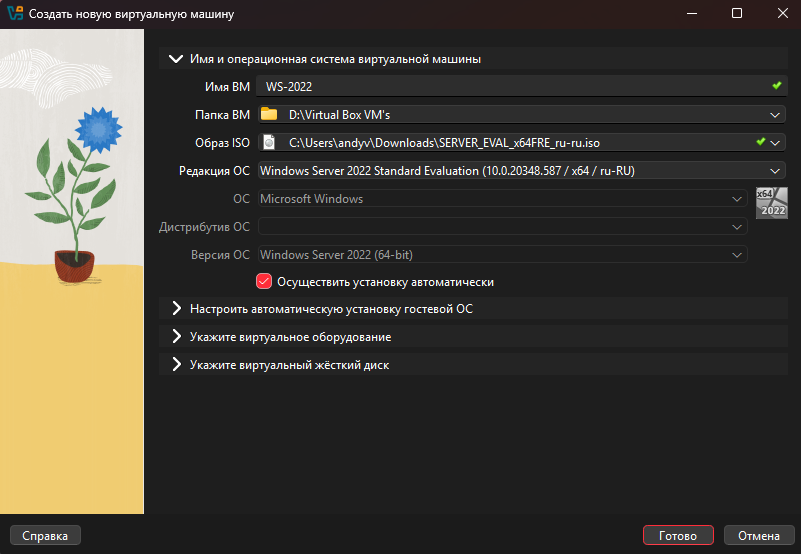 Создать новую виртуальную машину
Имя и операционная система виртуальной машины
Имя ВМ WS-2022
Папка ВМ D:\Virtual Box VM's
Образ ISO C:\Users\andyv\Downloads\SERVER_EVAL_x64FRE_ru-ru.iso
Редакция ОС Windows Server 2022 Standard Evaluation (10.0.20348.587 / x64 / ru-RU)
ОС Microsoft Windows
x64
2022
Дистрибутив ОС
Версия ОС Windows Server 2022 (64-bit)
Осуществить установку автоматически
Настроить автоматическую установку гостевой ОС
Укажите виртуальное оборудование
Укажите виртуальный жёсткий диск
Справка Готово Отмена